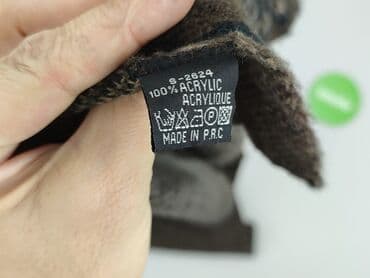 S-2624
100% ACRYLIC
ACRYLIQUE
MADE IN P.R.C